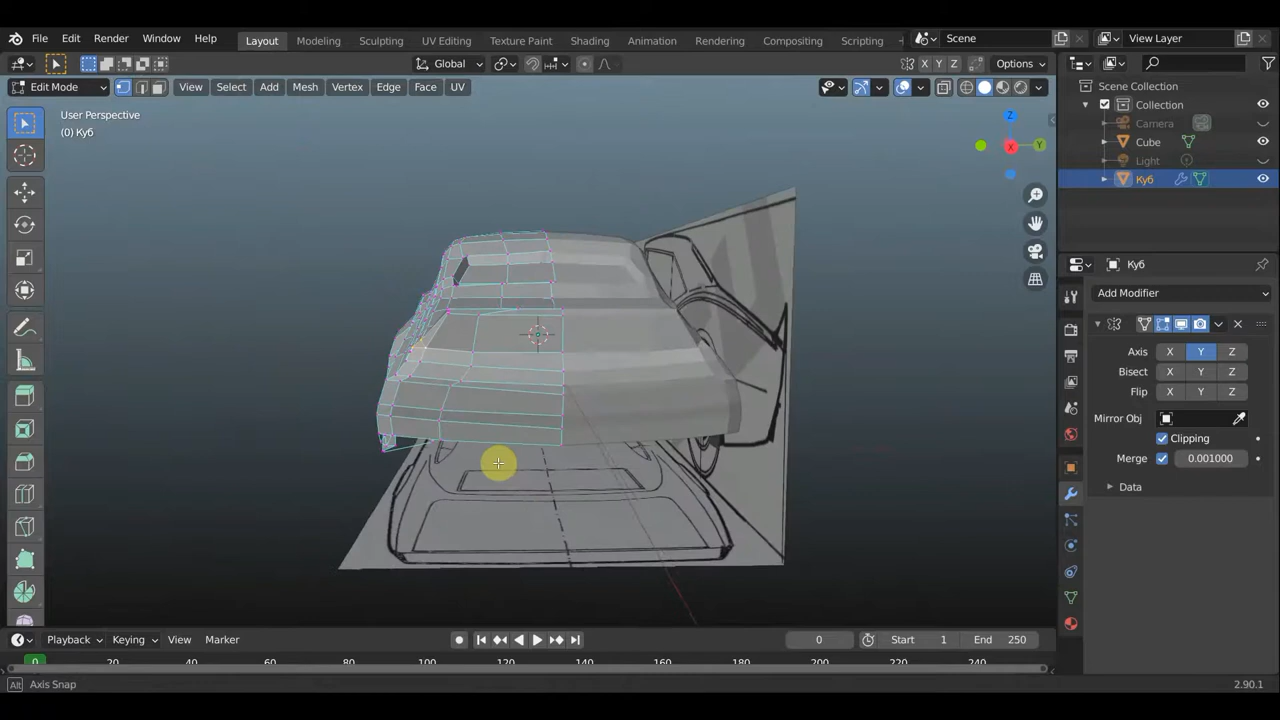 File Edit Render Window Help Layout Modeling Sculpting UV Editing Texture Paint Shading Animation Rendering Compositing Scripting Scene View Layer
Global Options X Y Z
Edit Mode View Select Add Mesh Vertex Edge Face UV
User Perspective
(0) Куб
Z
Y
X
Scene Collection
Collection
Camera
Cube
Light
Куб
Куб
Add Modifier
Axis X Y Z
Bisect X Y Z
Flip X Y Z
Mirror Obj
Clipping
Merge 0.001000
Data
Playback Keying View Marker 0 Start 1 End 250
0 20 40 60 80 100 120 140 160 180 200 220 240
Alt Axis Snap 2.90.1